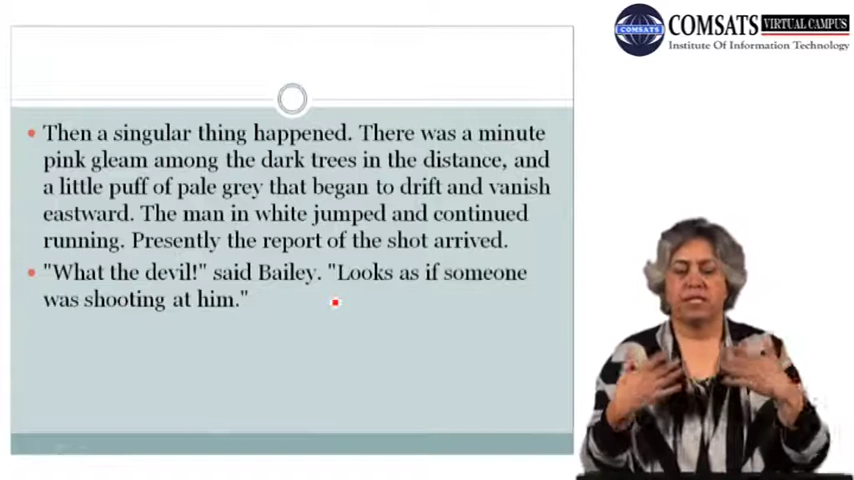 COMSATS VIRTUAL CAMPUS
COMSATS
Institute Of Information Technology
Then a singular thing happened. There was a minute
pink gleam among the dark trees in the distance, and
a little puff of pale grey that began to drift and vanish
eastward. The man in white jumped and continued
running. Presently the report of the shot arrived.
"What the devil!" said Bailey. "Looks as if someone
was shooting at him."